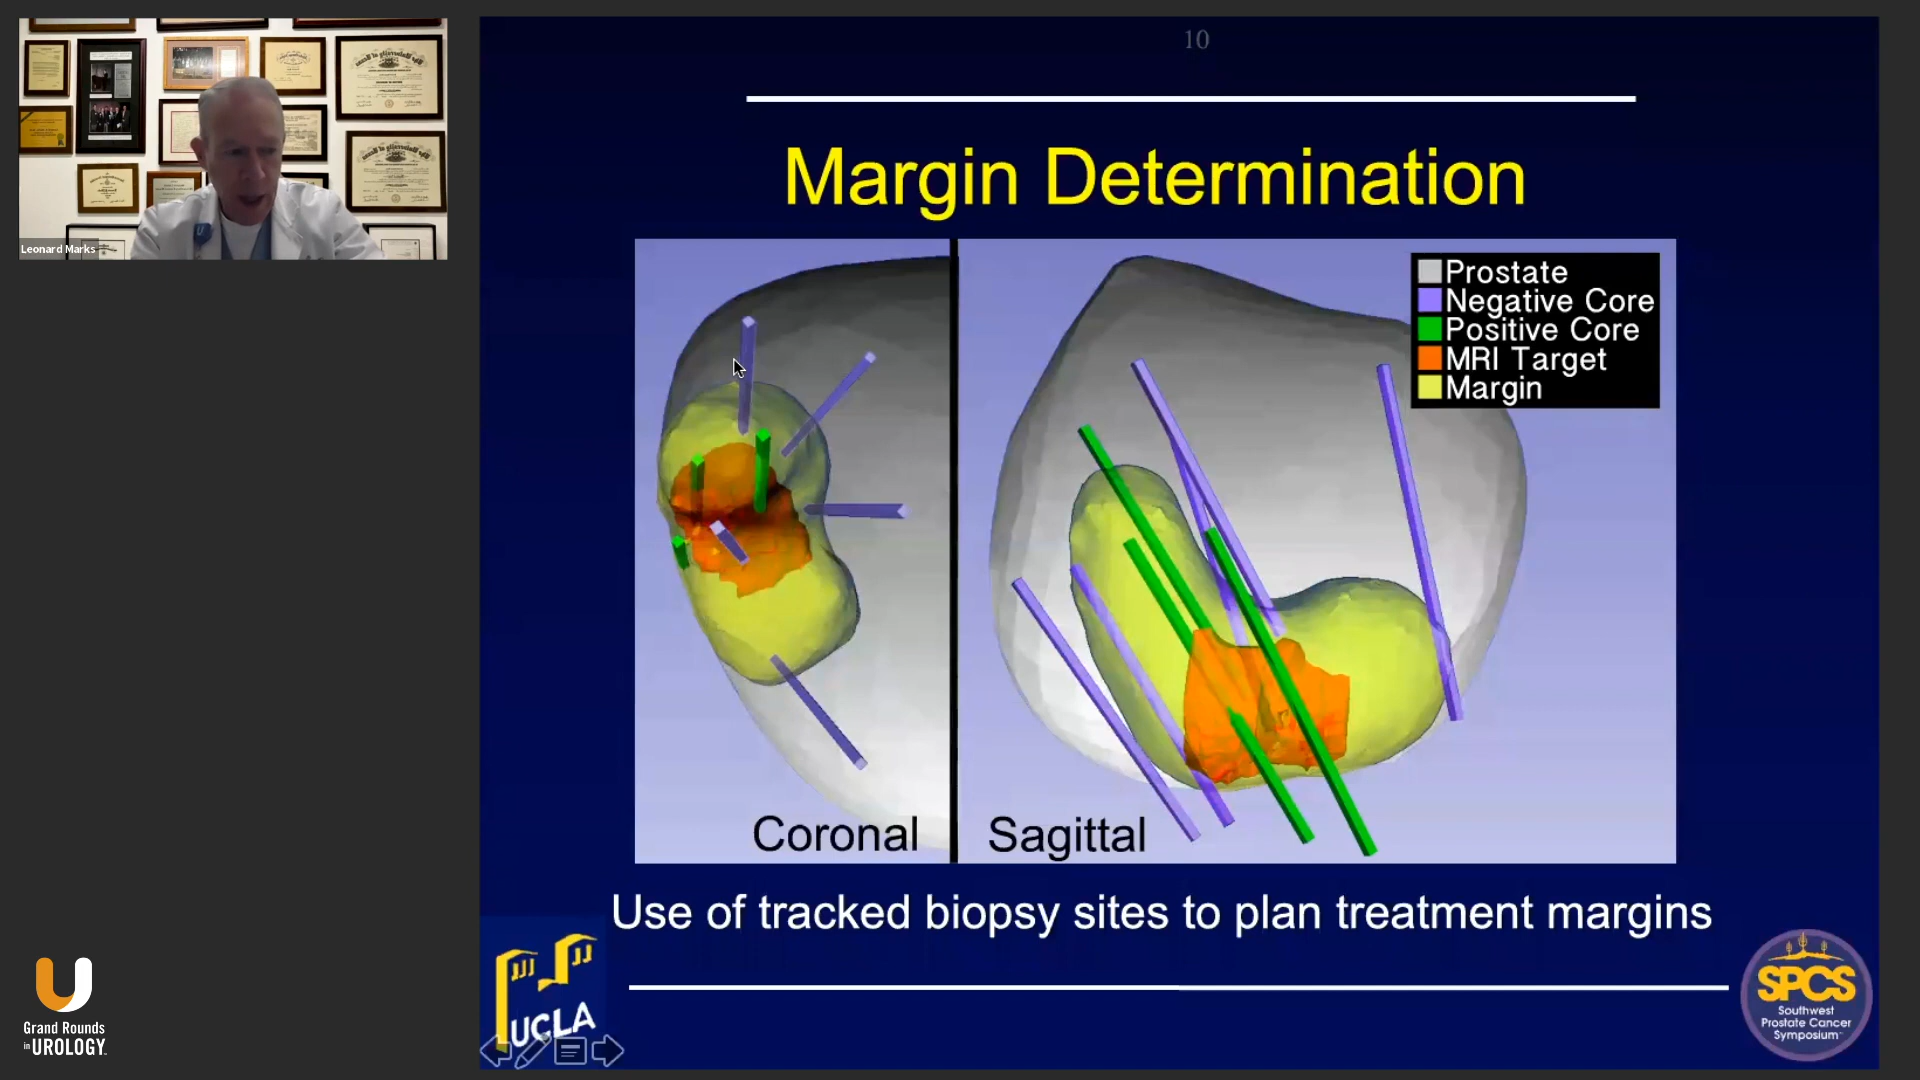 Leonard Marks
10
Margin Determination
Prostate
Negative Core
Positive Core
MRI Target
Margin
Coronal
Sagittal
Use of tracked biopsy sites to plan treatment margins
UCLA
SPCS
Southwest
Prostate Cancer
Symposium
Grand Rounds
in UROLOGY